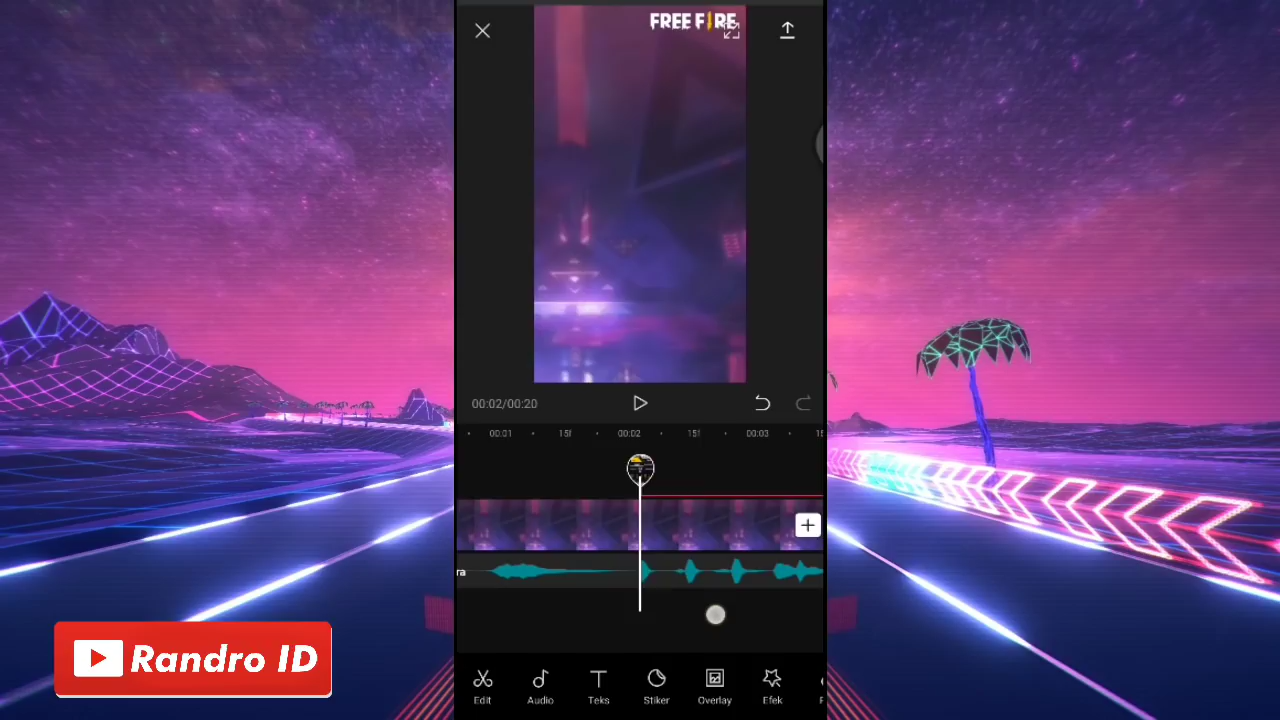 FREE FIRE
00:02/00:20
00:01
15f
00:02
15f
00:03
ra
Edit
Audio
Teks
Stiker
Overlay
Efek
Randro ID